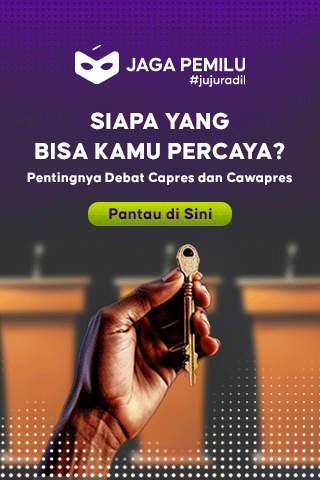 JAGA PEMILU
#jujuradil
SIAPA YANG
BISA KAMU PERCAYA?
Pentingnya Debat Capres dan Cawapres
Pantau di Sini